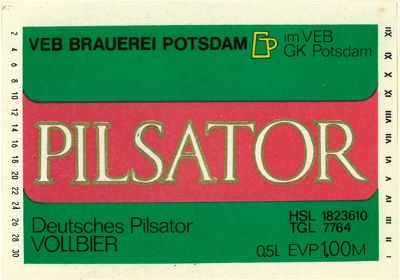 VEB BRAUEREI POTSDAM
im VEB
GK Potsdam
PILSATOR
Deutsches Pilsator
VOLLBIER
HSL 1823610
TGL 7764
0,5l EVP 1,00M
2
4
6
8
10
12
14
16
18
20
22
24
26
28
30
XII
XI
X
IX
VIII
VII
VI
V
IV
III
II
I